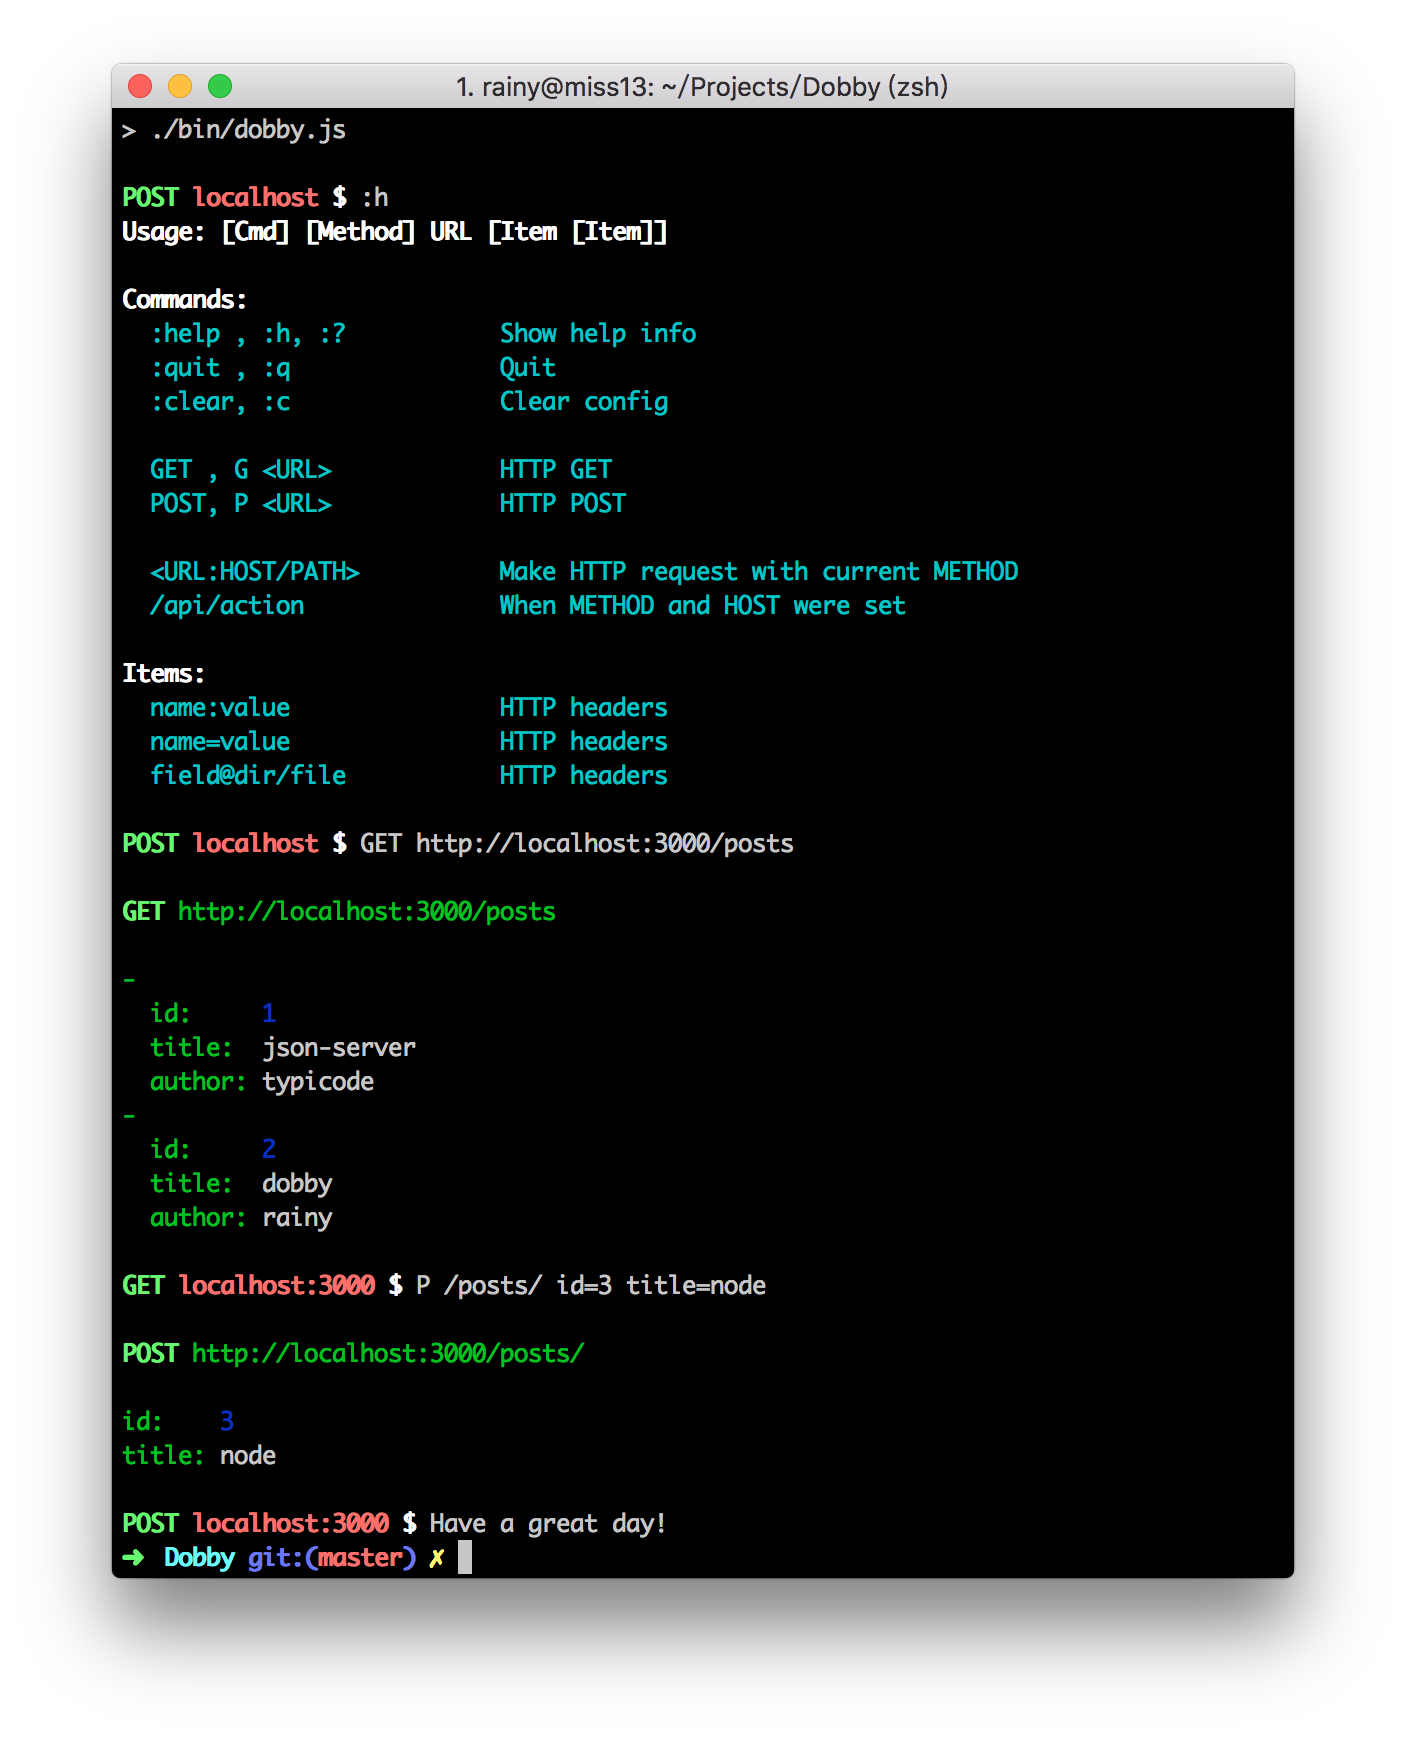 1. rainy@miss13: ~/Projects/Dobby (zsh)
> ./bin/dobby.js
POST localhost $ :h
Usage: [Cmd] [Method] URL [Item [Item]]
Commands:
:help , :h, :? Show help info
:quit , :q Quit
:clear, :c Clear config
GET , G <URL> HTTP GET
POST, P <URL> HTTP POST
<URL:HOST/PATH> Make HTTP request with current METHOD
/api/action When METHOD and HOST were set
Items:
name:value HTTP headers
name=value HTTP headers
field@dir/file HTTP headers
POST localhost $ GET http://localhost:3000/posts
GET http://localhost:3000/posts
-
id: 1
title: json-server
author: typicode
-
id: 2
title: dobby
author: rainy
GET localhost:3000 $ P /posts/ id=3 title=node
POST http://localhost:3000/posts/
id: 3
title: node
POST localhost:3000 $ Have a great day!
➜ Dobby git:(master) ✗